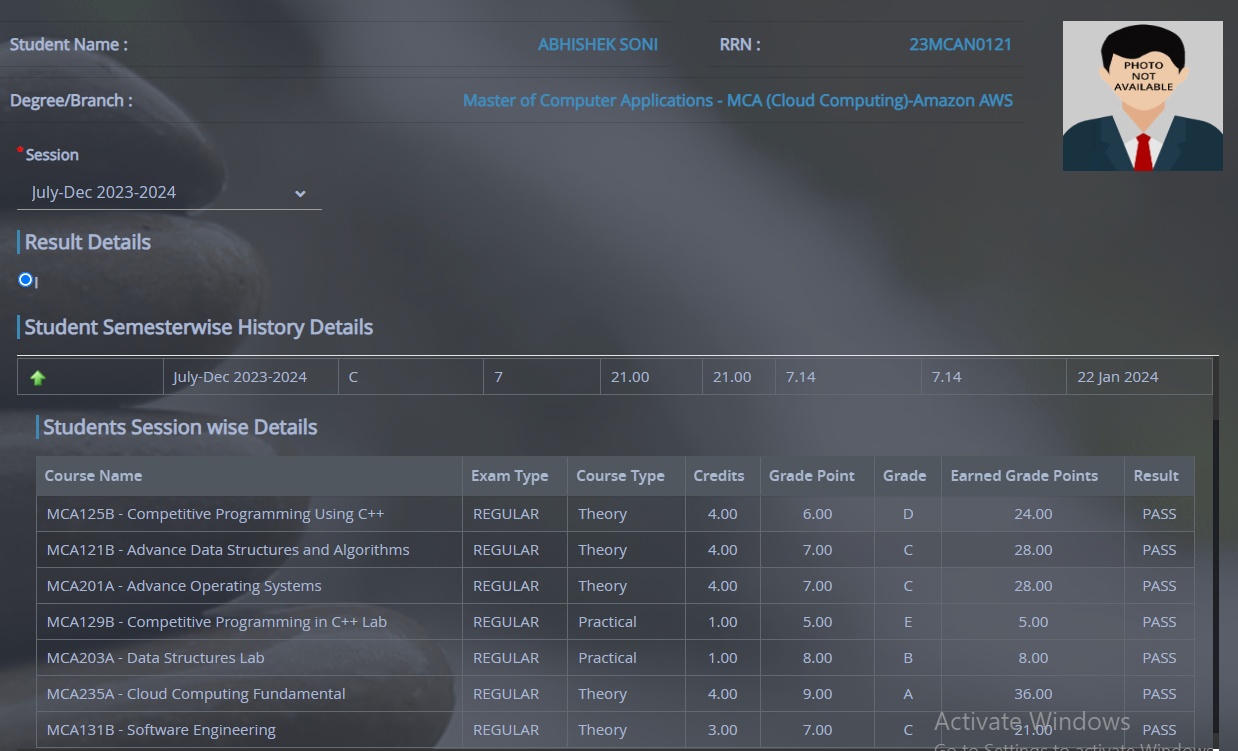 Student Name : ABHISHEK SONI RRN : 23MCAN0121
PHOTO
NOT
AVAILABLE
Degree/Branch : Master of Computer Applications - MCA (Cloud Computing)-Amazon AWS
* Session
July-Dec 2023-2024
Result Details
I
Student Semesterwise History Details
July-Dec 2023-2024 C 7 21.00 21.00 7.14 7.14 22 Jan 2024
Students Session wise Details
Course Name Exam Type Course Type Credits Grade Point Grade Earned Grade Points Result
MCA125B - Competitive Programming Using C++ REGULAR Theory 4.00 6.00 D 24.00 PASS
MCA121B - Advance Data Structures and Algorithms REGULAR Theory 4.00 7.00 C 28.00 PASS
MCA201A - Advance Operating Systems REGULAR Theory 4.00 7.00 C 28.00 PASS
MCA129B - Competitive Programming in C++ Lab REGULAR Practical 1.00 5.00 E 5.00 PASS
MCA203A - Data Structures Lab REGULAR Practical 1.00 8.00 B 8.00 PASS
MCA235A - Cloud Computing Fundamental REGULAR Theory 4.00 9.00 A 36.00 PASS
MCA131B - Software Engineering REGULAR Theory 3.00 7.00 C 21.00 PASS
Activate Windows
Go to Settings to activate Windows